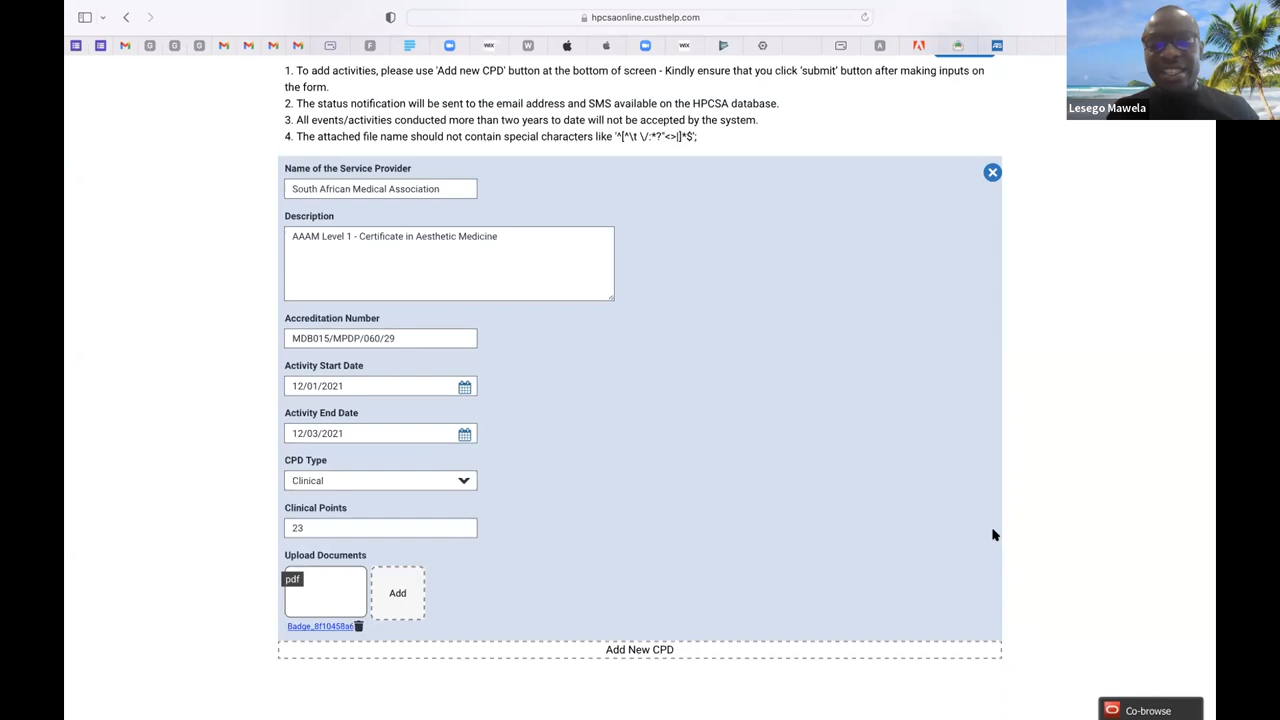 hpcsaonline.custhelp.com
1. To add activities, please use 'Add new CPD' button at the bottom of screen - Kindly ensure that you click 'submit' button after making inputs on
the form.
2. The status notification will be sent to the email address and SMS available on the HPCSA database.
3. All events/activities conducted more than two years to date will not be accepted by the system.
4. The attached file name should not contain special characters like '^[^\t \/:*?"<>|]*$';
Lesego Mawela
Name of the Service Provider
South African Medical Association
Description
AAAM Level 1 - Certificate in Aesthetic Medicine
Accreditation Number
MDB015/MPDP/060/29
Activity Start Date
12/01/2021
Activity End Date
12/03/2021
CPD Type
Clinical
Clinical Points
23
Upload Documents
pdf
Add
Badge_8f10458a6
Add New CPD
Co-browse